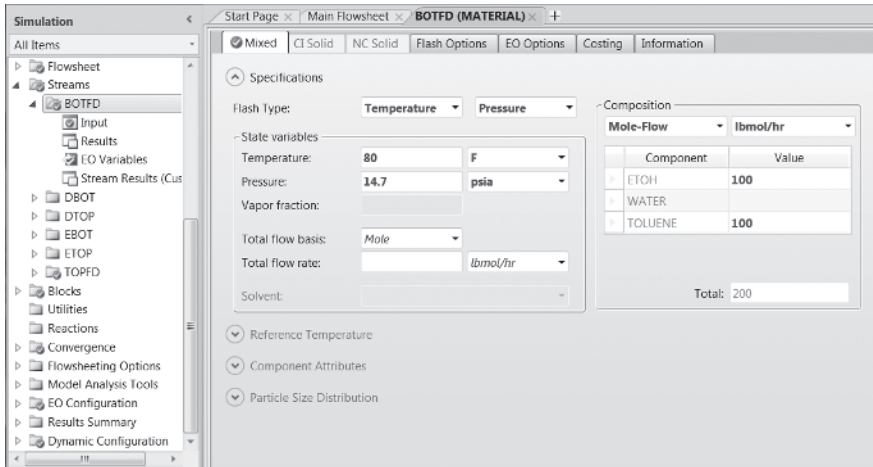 Simulation
All Items
Flowsheet
Streams
BOTFD
Input
Results
EO Variables
Stream Results (Cus
DBOT
DTOP
EBOT
ETOP
TOPFD
Blocks
Utilities
Reactions
Convergence
Flowsheeting Options
Model Analysis Tools
EO Configuration
Results Summary
Dynamic Configuration
Start Page Main Flowsheet BOTFD (MATERIAL) +
Mixed CI Solid NC Solid Flash Options EO Options Costing Information
Specifications
Flash Type: Temperature Pressure
State variables
Temperature: 80 F
Pressure: 14.7 psia
Vapor fraction:
Total flow basis: Mole
Total flow rate: lbmol/hr
Solvent:
Composition
Mole-Flow lbmol/hr
Component Value
ETOH 100
WATER
TOLUENE 100
Total: 200
Reference Temperature
Component Attributes
Particle Size Distribution